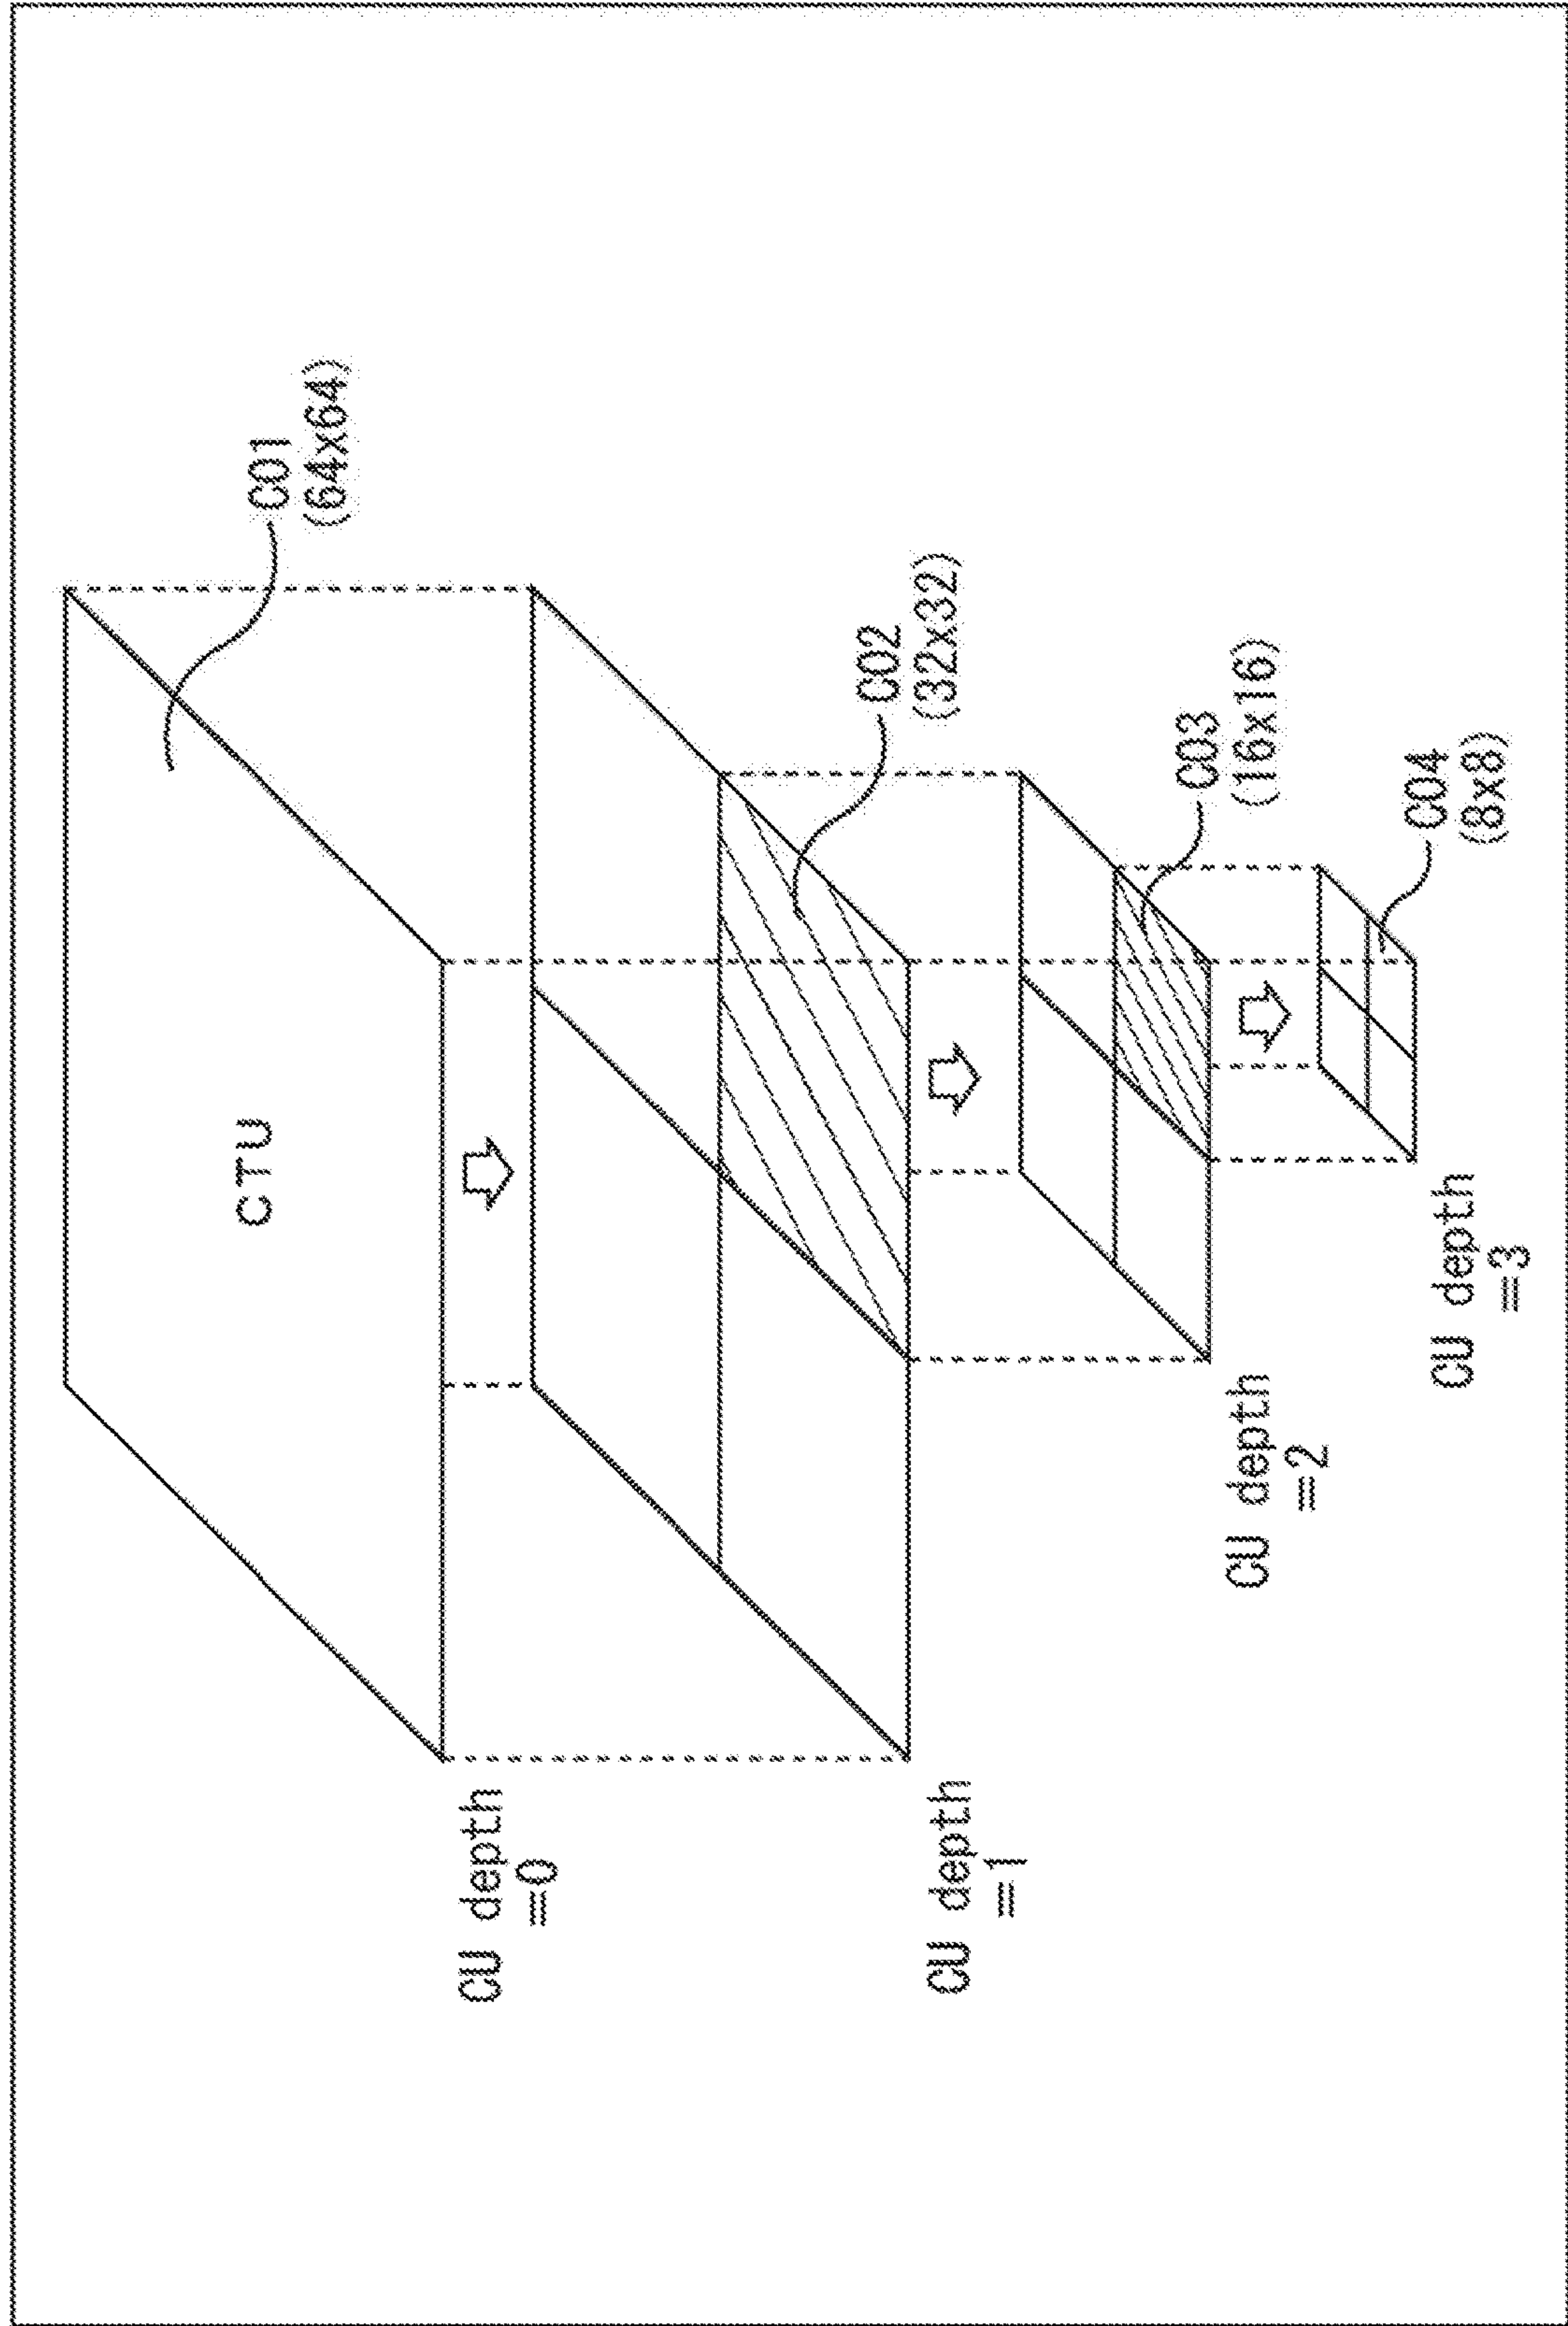 CTU
C01
(64x64)
CU depth
=0
C02
(32x32)
CU depth
=1
C03
(16x16)
CU depth
=2
C04
(8x8)
CU depth
=3